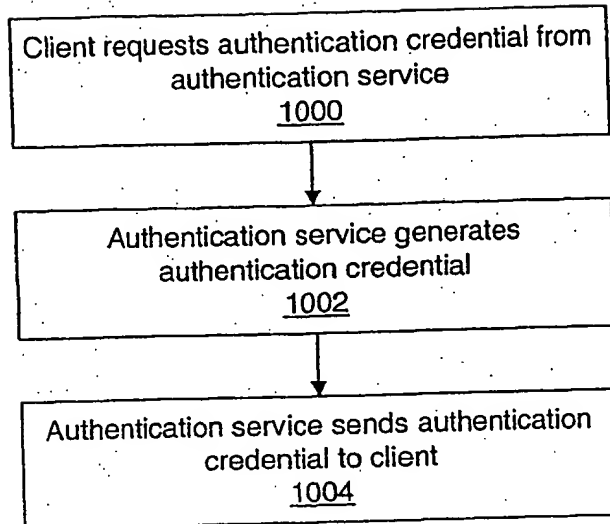 Client requests authentication credential from
authentication service
1000
Authentication service generates
authentication credential
1002
Authentication service sends authentication
credential to client
1004